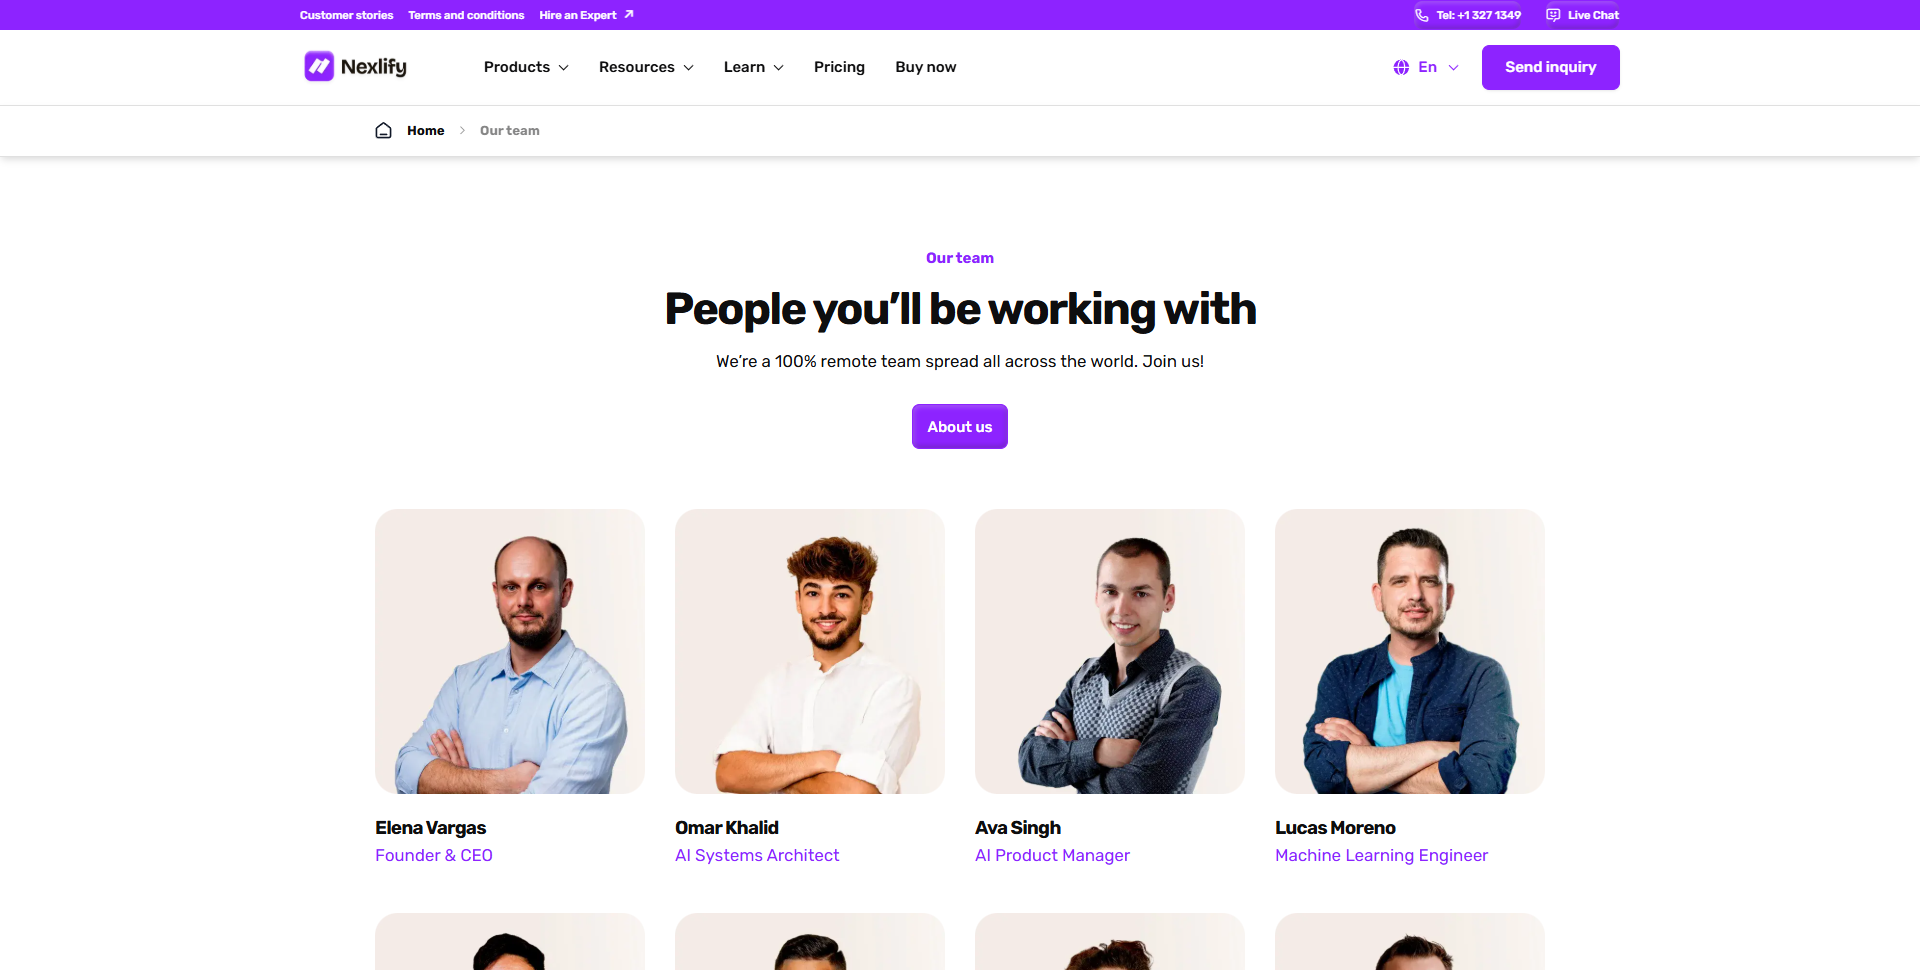 Customer stories Terms and conditions Hire an Expert Tel: +1 327 1349 Live Chat
Nexlify Products Resources Learn Pricing Buy now En Send inquiry
Home Our team
Our team
People you’ll be working with
We’re a 100% remote team spread all across the world. Join us!
About us
Elena Vargas
Founder & CEO
Omar Khalid
AI Systems Architect
Ava Singh
AI Product Manager
Lucas Moreno
Machine Learning Engineer